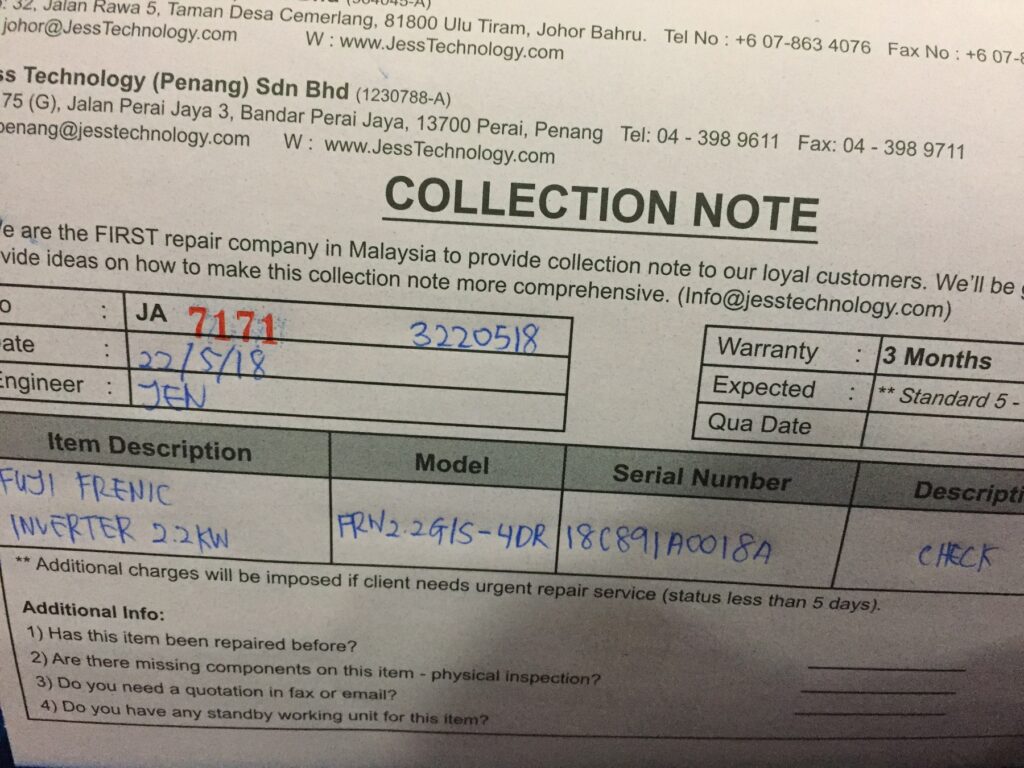 32, Jalan Rawa 5, Taman Desa Cemerlang, 81800 Ulu Tiram, Johor Bahru. Tel No : +6 07-863 4076 Fax No : +6 07-8
johor@JessTechnology.com W : www.JessTechnology.com
ss Technology (Penang) Sdn Bhd (1230788-A)
75 (G), Jalan Perai Jaya 3, Bandar Perai Jaya, 13700 Perai, Penang Tel: 04 - 398 9611 Fax: 04 - 398 9711
penang@jesstechnology.com W : www.JessTechnology.com
COLLECTION NOTE
e are the FIRST repair company in Malaysia to provide collection note to our loyal customers. We'll be
vide ideas on how to make this collection note more comprehensive. (Info@jesstechnology.com)
o : JA 7171 3220518
ate : 22/5/18
Engineer : JEN
Warranty : 3 Months
Expected : ** Standard 5 -
Qua Date
Item Description Model Serial Number Descripti
FUJI FRENIC
INVERTER 2.2KW FRN2.2G1S-4DR 18C891A0018A CHECK
** Additional charges will be imposed if client needs urgent repair service (status less than 5 days).
Additional Info:
1) Has this item been repaired before?
2) Are there missing components on this item - physical inspection?
3) Do you need a quotation in fax or email?
4) Do you have any standby working unit for this item?